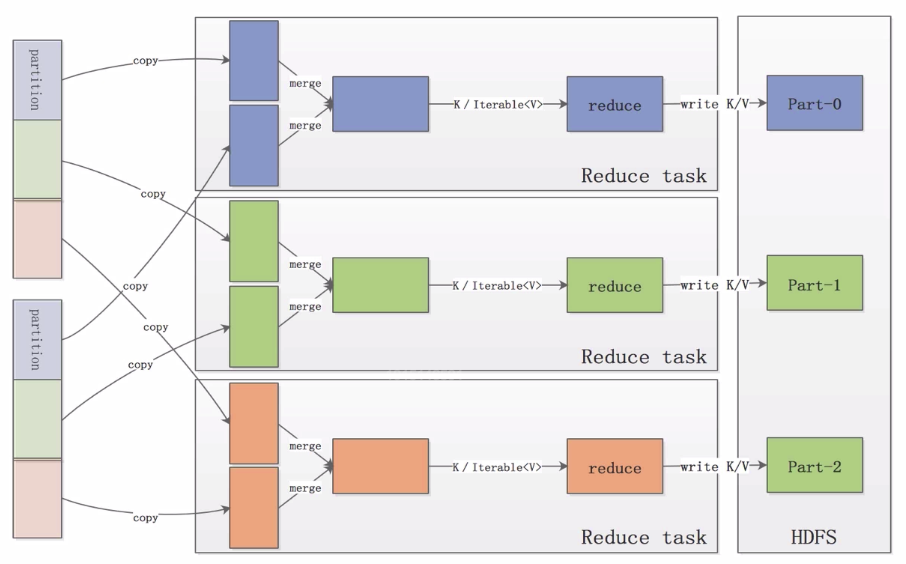 partition
copy
merge
merge
K / Iterable<V>
reduce
write K/V
Part-0
Reduce task
copy
merge
merge
K / Iterable<V>
reduce
write K/V
Part-1
Reduce task
copy
copy
copy
partition
merge
merge
K / Iterable<V>
reduce
write K/V
Part-2
copy
Reduce task
HDFS